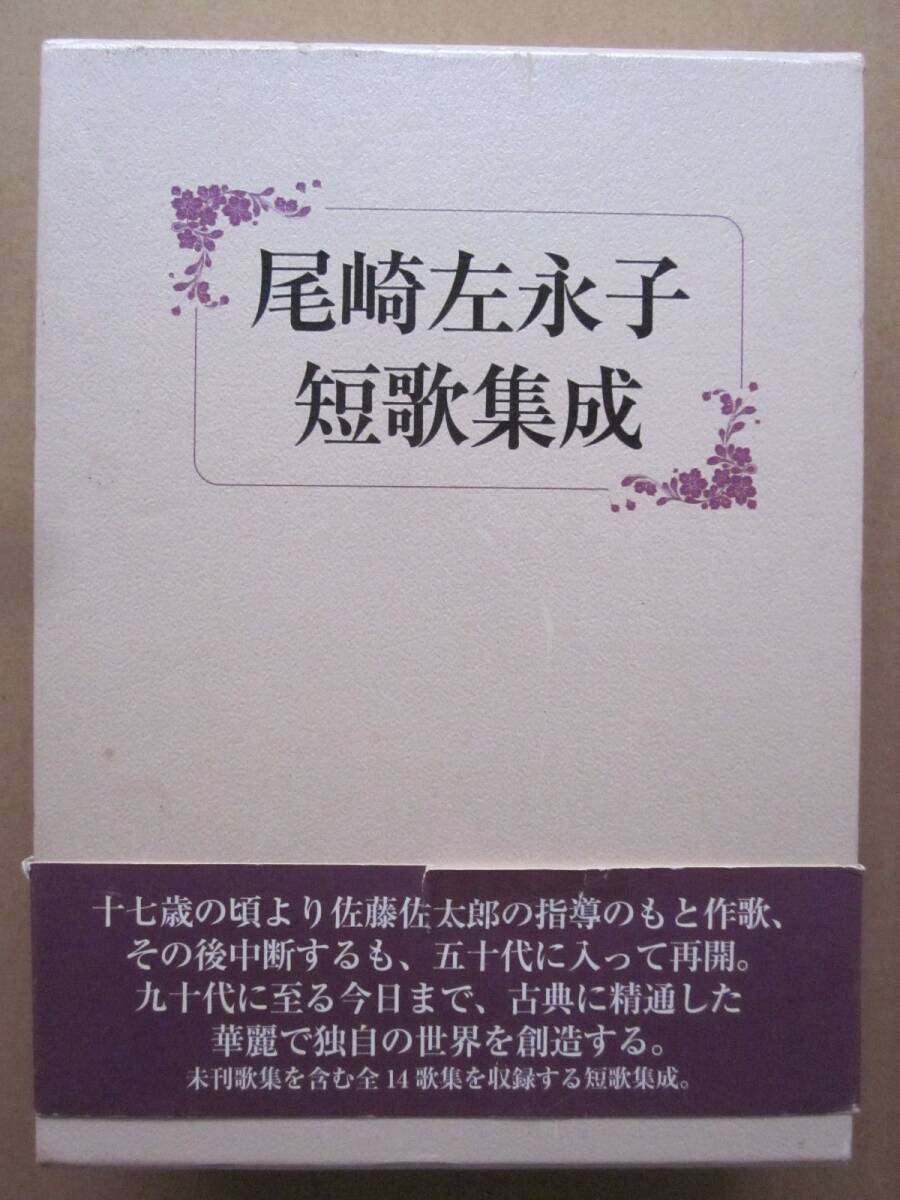 尾崎左永子
短歌集成
十七歳の頃より佐藤佐太郎の指導のもと作歌、
その後中断するも、五十代に入って再開。
九十代に至る今日まで、古典に精通した
華麗で独自の世界を創造する。
未刊歌集を含む全14歌集を収録する短歌集成。